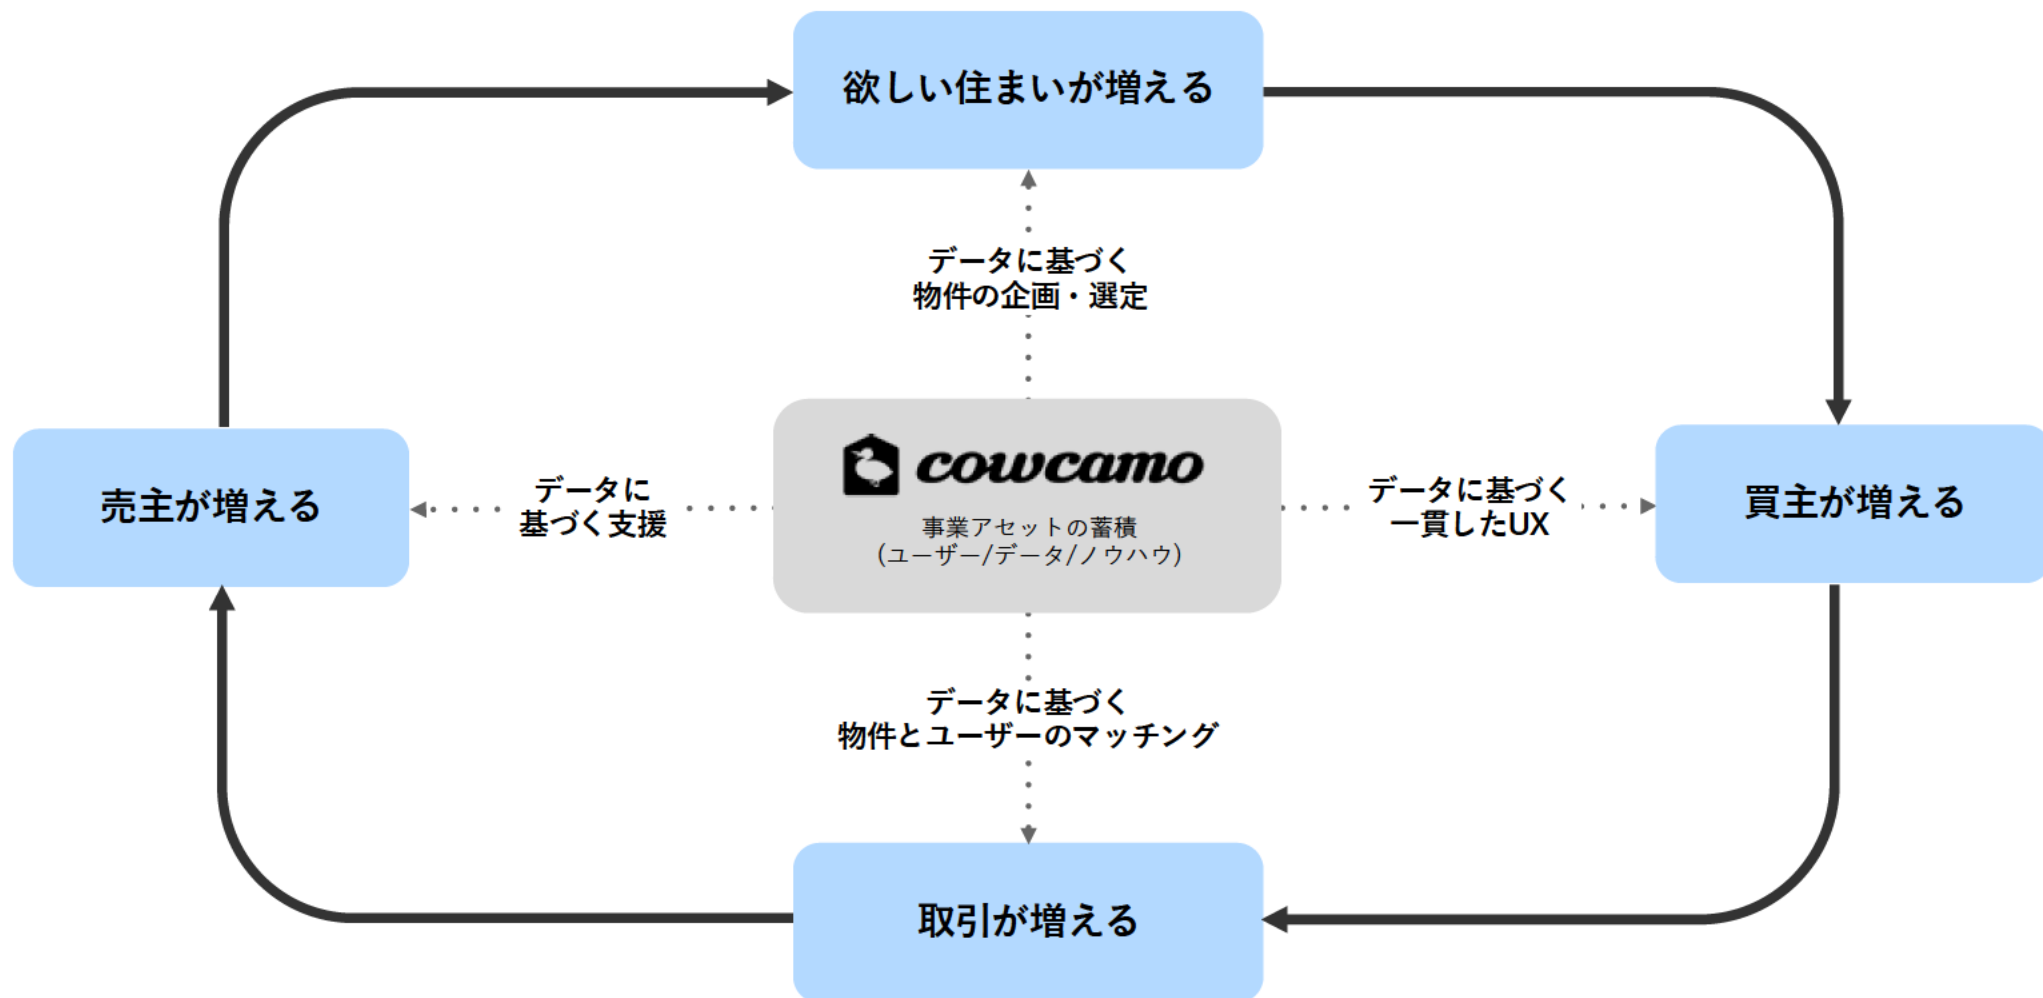 欲しい住まいが増える
データに基づく
物件の企画・選定
売主が増える
データに
基づく支援
cowcamo
事業アセットの蓄積
(ユーザー/データ/ノウハウ)
データに基づく
一貫したUX
買主が増える
データに基づく
物件とユーザーのマッチング
取引が増える